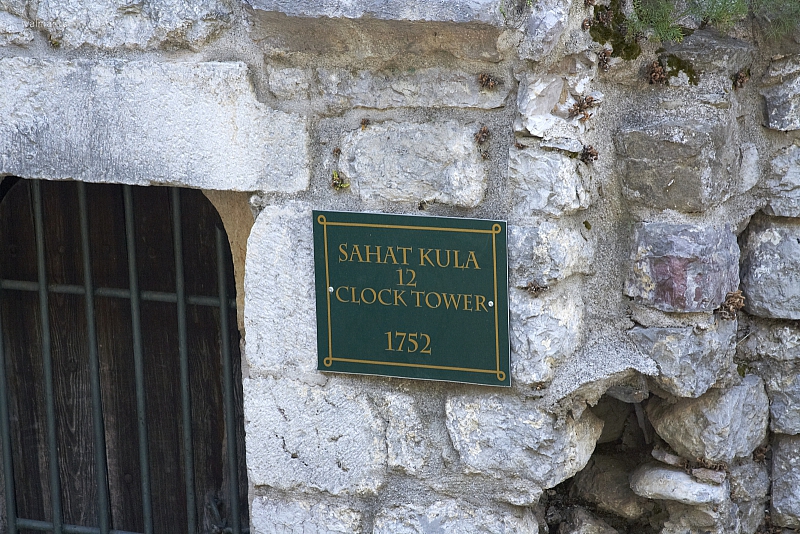 SAHAT KULA
12
CLOCK TOWER
1752